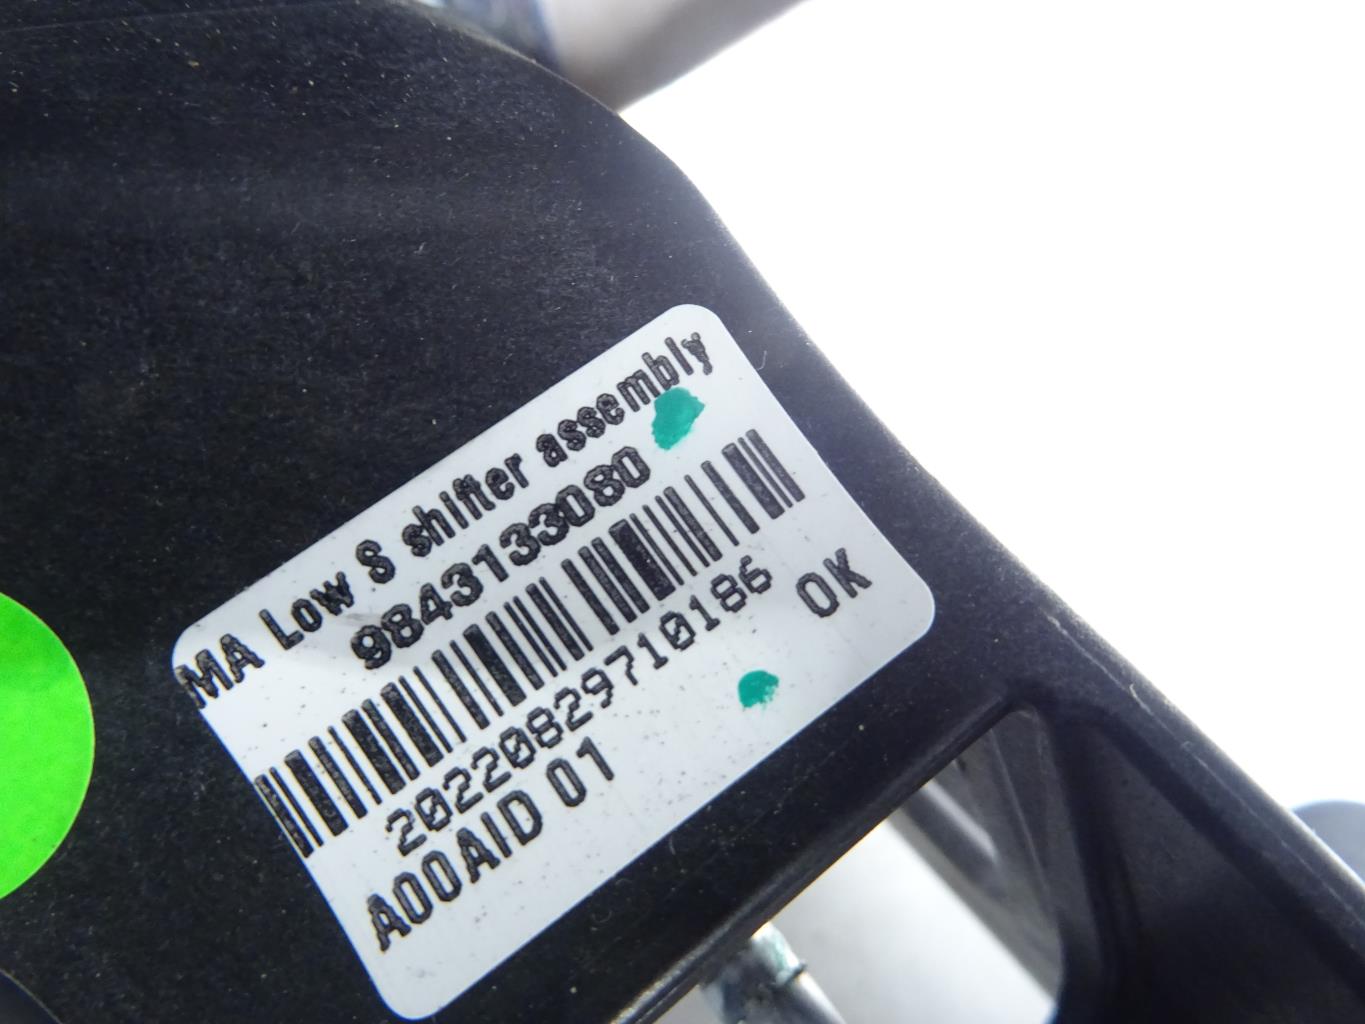 MA Low S shifter assembly
9843133080
20220829710186
OK
A00AID 01